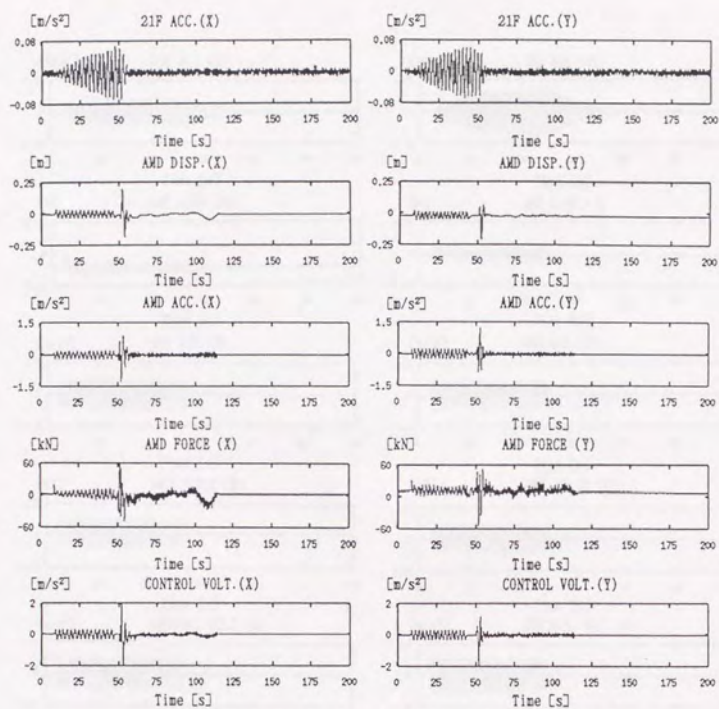 [m/s²] 21F ACC.(X)
0.08
0
-0.08
0 25 50 75 100 125 150 175 200
Time [s]
[m/s²] 21F ACC.(Y)
0.08
0
-0.08
0 25 50 75 100 125 150 175 200
Time [s]
[m] AMD DISP.(X)
0.25
0
-0.25
0 25 50 75 100 125 150 175 200
Time [s]
[m] AMD DISP.(Y)
0.25
0
-0.25
0 25 50 75 100 125 150 175 200
Time [s]
[m/s²] AMD ACC.(X)
1.5
0
-1.5
0 25 50 75 100 125 150 175 200
Time [s]
[m/s²] AMD ACC.(Y)
1.5
0
-1.5
0 25 50 75 100 125 150 175 200
Time [s]
[kN] AMD FORCE (X)
60
0
-60
0 25 50 75 100 125 150 175 200
Time [s]
[kN] AMD FORCE (Y)
60
0
-60
0 25 50 75 100 125 150 175 200
Time [s]
[m/s²] CONTROL VOLT.(X)
2
0
-2
0 25 50 75 100 125 150 175 200
Time [s]
[m/s²] CONTROL VOLT.(Y)
2
0
-2
0 25 50 75 100 125 150 175 200
Time [s]